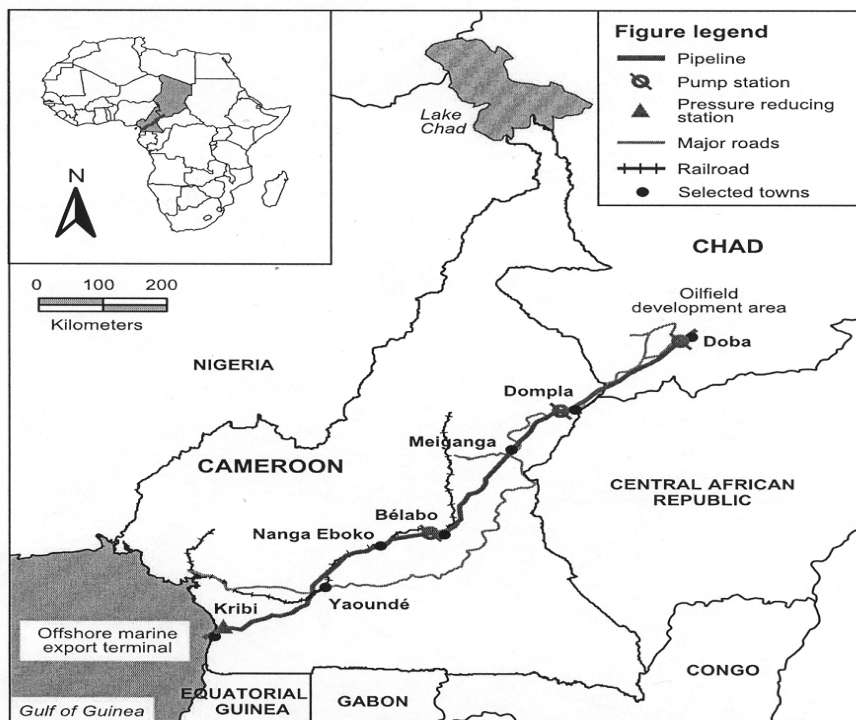 Figure legend
Pipeline
Pump station
Pressure reducing
station
Major roads
Railroad
Selected towns
N
Lake
Chad
CHAD
0 100 200
Kilometers
Oilfield
development area
Doba
NIGERIA
Dompla
Meiganga
CAMEROON
CENTRAL AFRICAN
REPUBLIC
Bélabo
Nanga Eboko
Kribi
Yaoundé
Offshore marine
export terminal
CONGO
EQUATORIAL
GUINEA
GABON
Gulf of Guinea